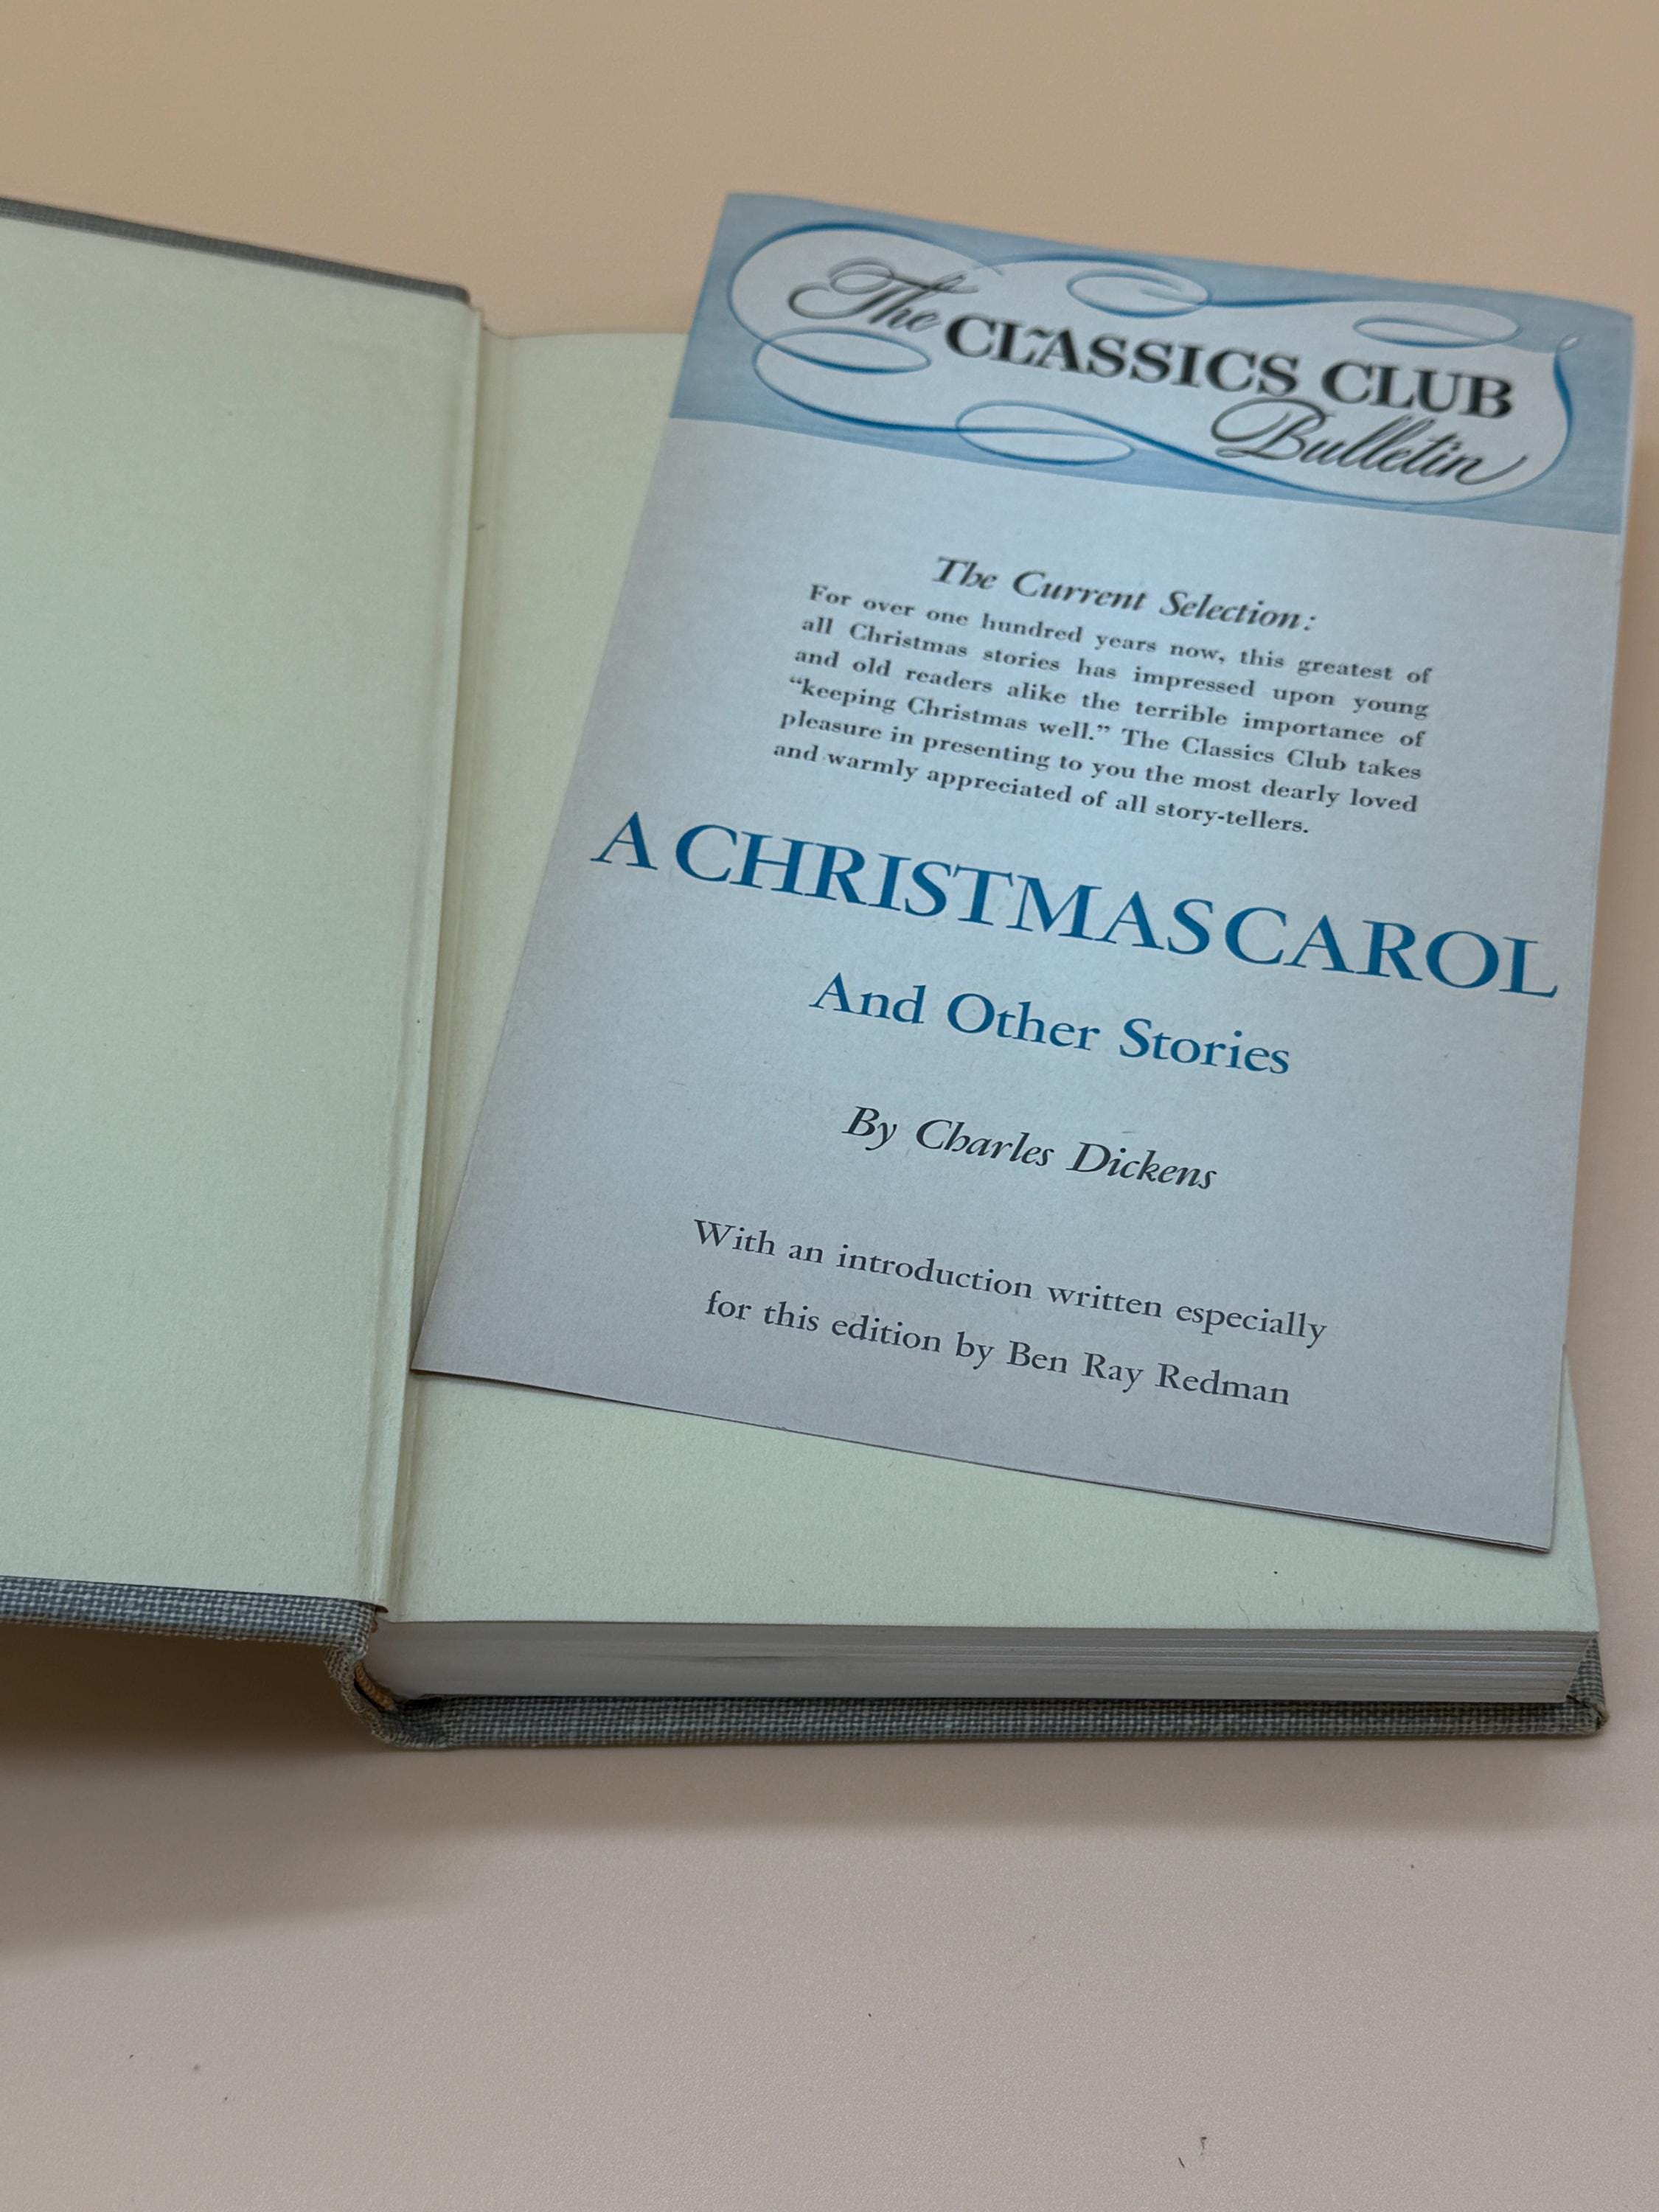 The CLASSICS CLUB
Bulletin
The Current Selection:
For over one hundred years now, this greatest of
all Christmas stories has impressed upon young
and old readers alike the terrible importance of
“keeping Christmas well.” The Classics Club takes
pleasure in presenting to you the most dearly loved
and warmly appreciated of all story-tellers.
A CHRISTMAS CAROL
And Other Stories
By Charles Dickens
With an introduction written especially
for this edition by Ben Ray Redman